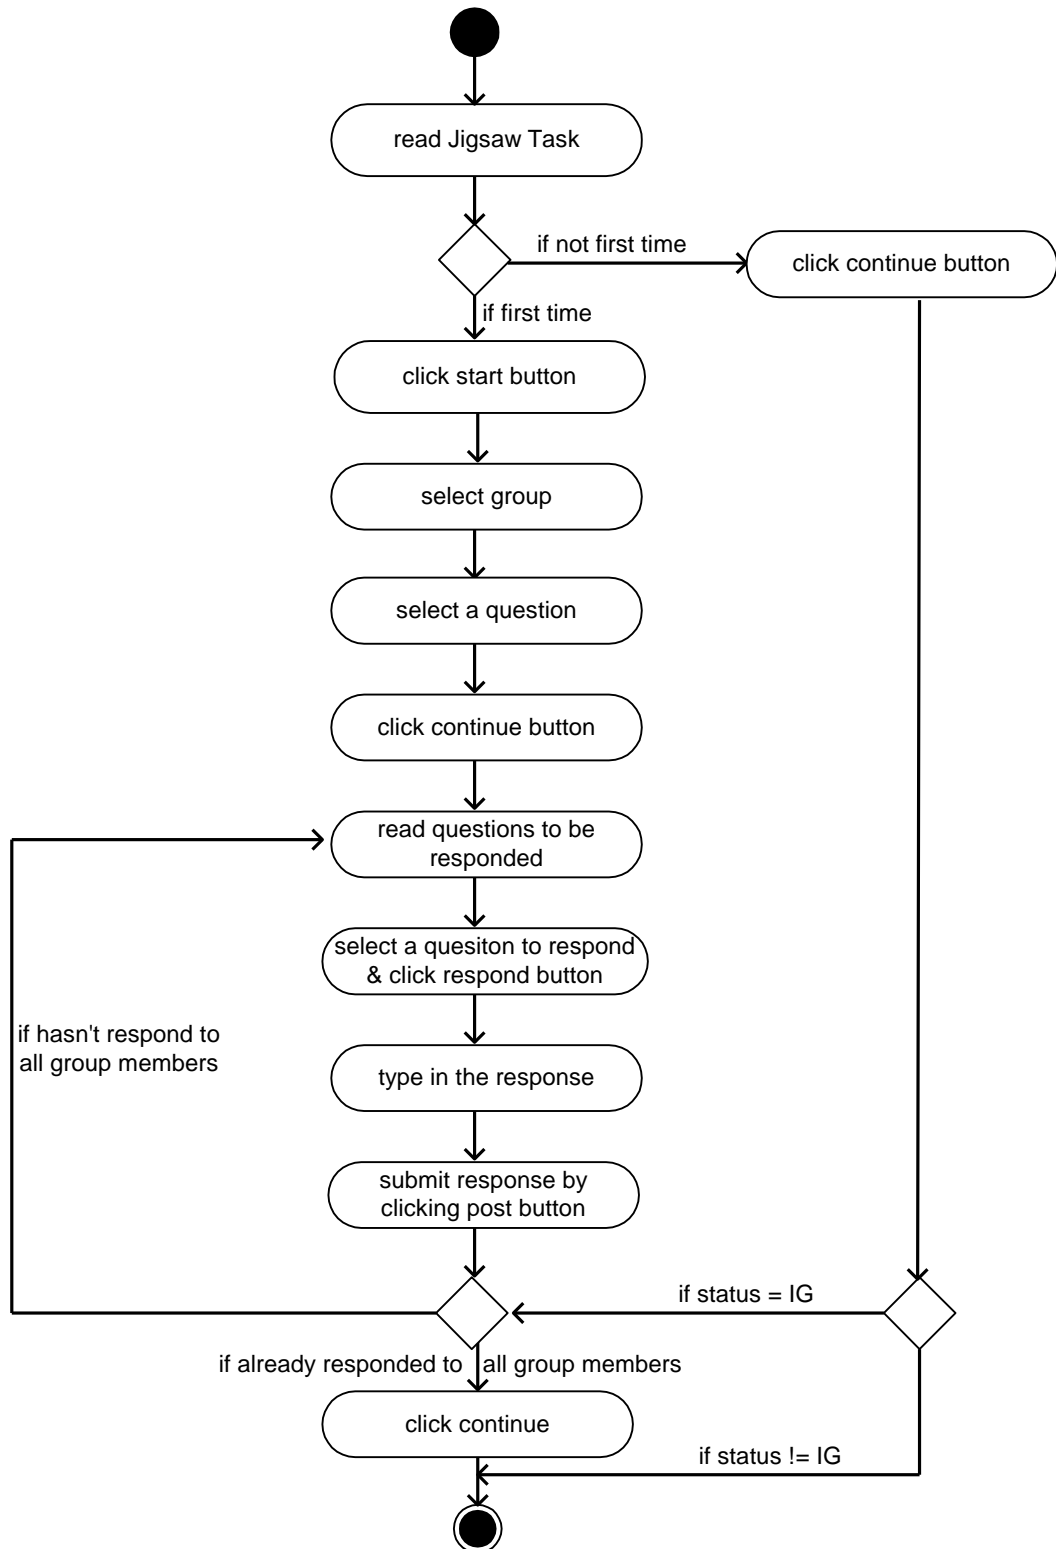 read Jigsaw Task
if not first time
click continue button
if first time
click start button
select group
select a question
click continue button
read questions to be
responded
select a quesiton to respond
& click respond button
if hasn't respond to
all group members
type in the response
submit response by
clicking post button
if status = IG
if already responded to all group members
click continue
if status != IG